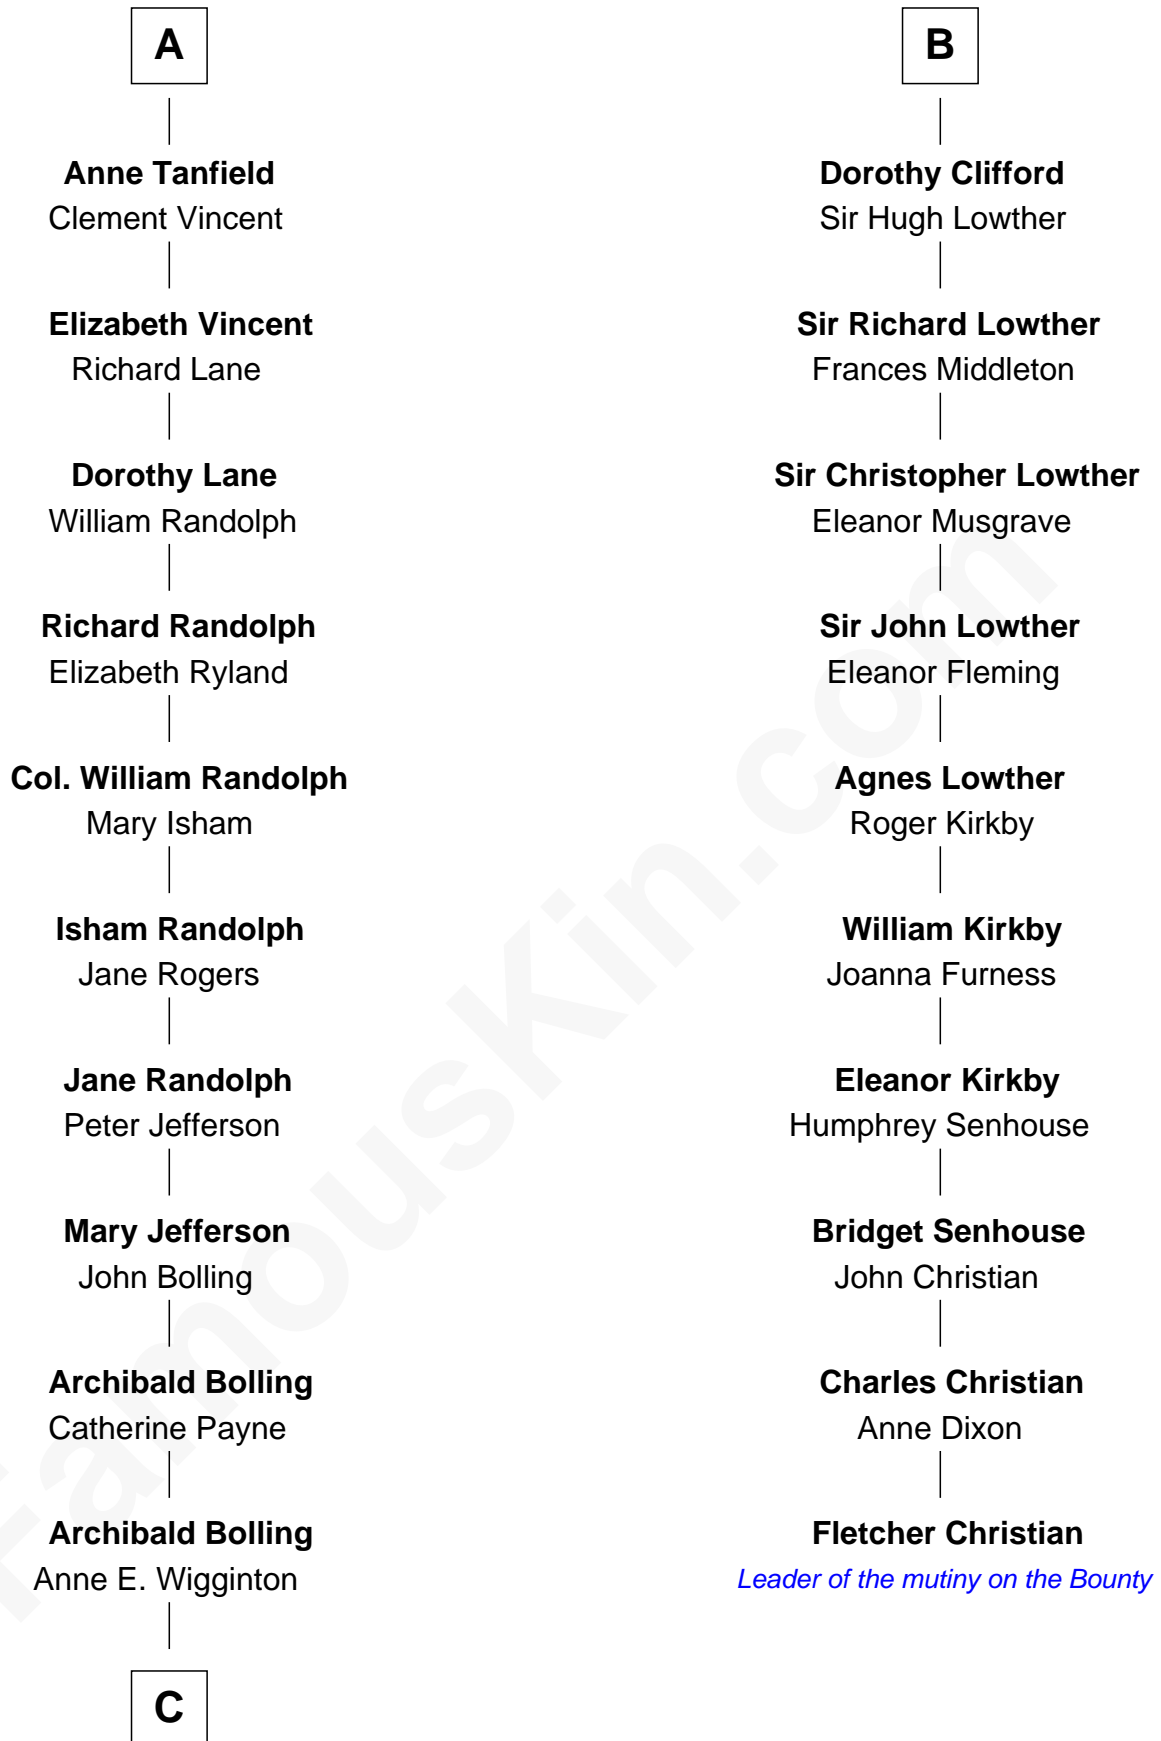 A
Anne Tanfield
Clement Vincent
Elizabeth Vincent
Richard Lane
Dorothy Lane
William Randolph
Richard Randolph
Elizabeth Ryland
Col. William Randolph
Mary Isham
Isham Randolph
Jane Rogers
Jane Randolph
Peter Jefferson
Mary Jefferson
John Bolling
Archibald Bolling
Catherine Payne
Archibald Bolling
Anne E. Wigginton
C
B
Dorothy Clifford
Sir Hugh Lowther
Sir Richard Lowther
Frances Middleton
Sir Christopher Lowther
Eleanor Musgrave
Sir John Lowther
Eleanor Fleming
Agnes Lowther
Roger Kirkby
William Kirkby
Joanna Furness
Eleanor Kirkby
Humphrey Senhouse
Bridget Senhouse
John Christian
Charles Christian
Anne Dixon
Fletcher Christian
Leader of the mutiny on the Bounty
FamousKin.com